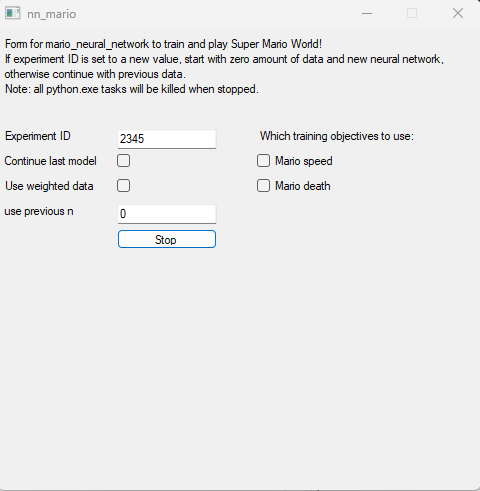 nn_mario
Form for mario_neural_network to train and play Super Mario World!
If experiment ID is set to a new value, start with zero amount of data and new neural network,
otherwise continue with previous data.
Note: all python.exe tasks will be killed when stopped.
Experiment ID 2345 Which training objectives to use:
Continue last model Mario speed
Use weighted data Mario death
use previous n 0
Stop